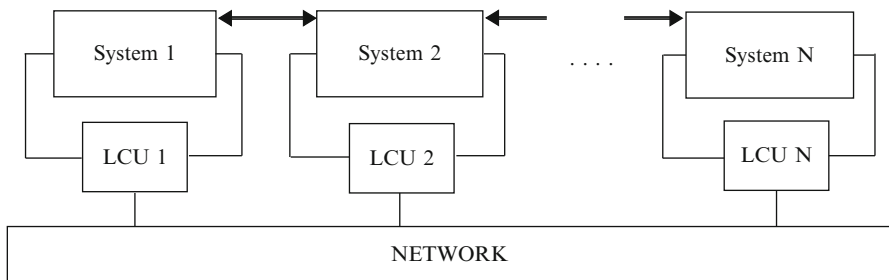 System 1
System 2
. . . .
System N
LCU 1
LCU 2
LCU N
NETWORK